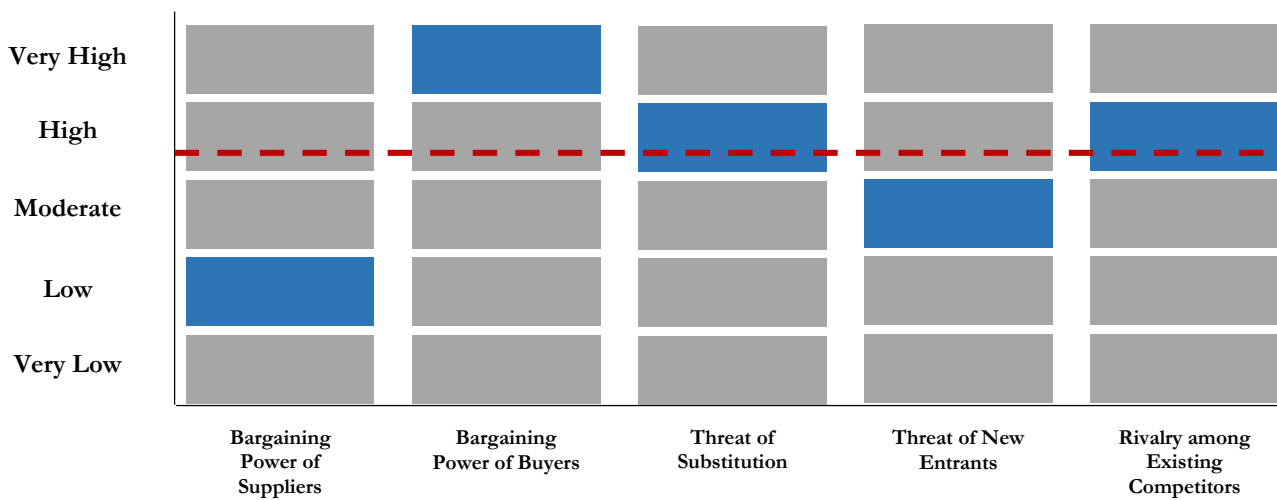 Very High
High
Moderate
Low
Very Low
Bargaining
Power of
Suppliers
Bargaining
Power of Buyers
Threat of
Substitution
Threat of New
Entrants
Rivalry among
Existing
Competitors